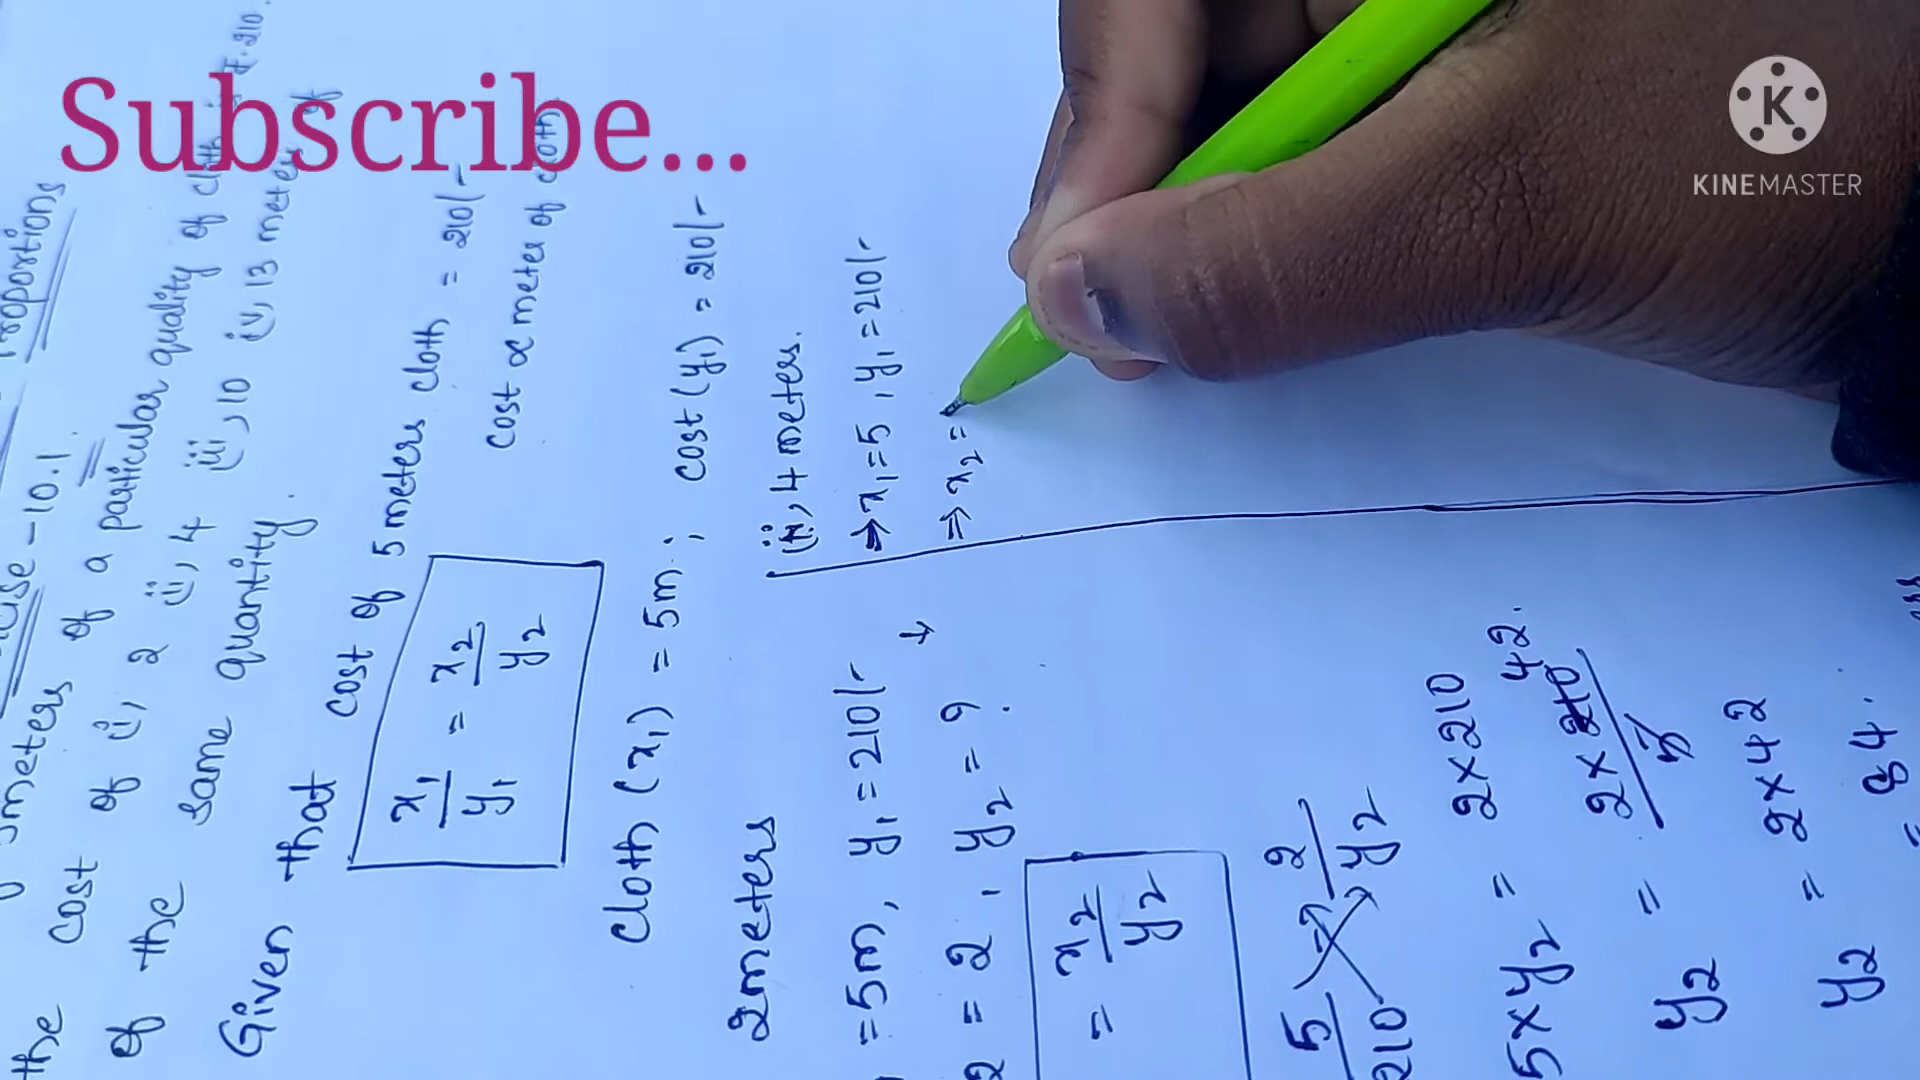 Subscribe...
KINEMASTER
Proportions
-10.1
meters of a particular quality of cloth is ₹.210.
the cost of (i), 2 (ii), 4 (iii), 10 (iv), 13 meters of
of the same quantity.
Given that cost of 5 meters cloth = 210/-
x₁/y₁ = x₂/y₂
cost ∝ meter of cloth.
Cloth (x₁) = 5m ; cost (y₁) = 210/-
2meters
= 5m, y₁ = 210/-
2 = 2, y₂ = ?
= x₂/y₂
5/210 = 2/y₂
5 × y₂ = 2×210
y₂ = 2×210/5 42.
y₂ = 2×42
y₂ = 84.
(ii), 4 meters.
⇒ x₁ = 5, y₁ = 210/-
⇒ x₂ =